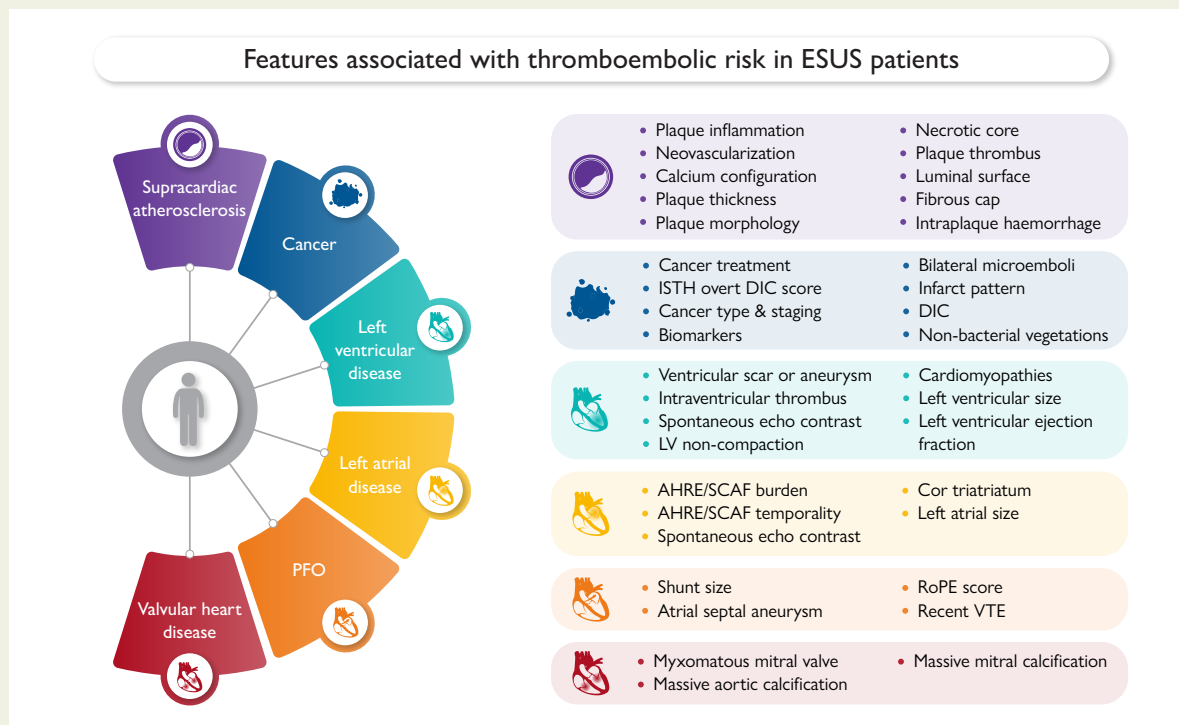 Features associated with thromboembolic risk in ESUS patients
Supracardiac
atherosclerosis
Cancer
Left
ventricular
disease
Left atrial
disease
PFO
Valvular heart
disease
• Plaque inflammation
• Neovascularization
• Calcium configuration
• Plaque thickness
• Plaque morphology
• Necrotic core
• Plaque thrombus
• Luminal surface
• Fibrous cap
• Intraplaque haemorrhage
• Cancer treatment
• ISTH overt DIC score
• Cancer type & staging
• Biomarkers
• Bilateral microemboli
• Infarct pattern
• DIC
• Non-bacterial vegetations
• Ventricular scar or aneurysm
• Intraventricular thrombus
• Spontaneous echo contrast
• LV non-compaction
• Cardiomyopathies
• Left ventricular size
• Left ventricular ejection
fraction
• AHRE/SCAF burden
• AHRE/SCAF temporality
• Spontaneous echo contrast
• Cor triatriatum
• Left atrial size
• Shunt size
• Atrial septal aneurysm
• RoPE score
• Recent VTE
• Myxomatous mitral valve
• Massive aortic calcification
• Massive mitral calcification